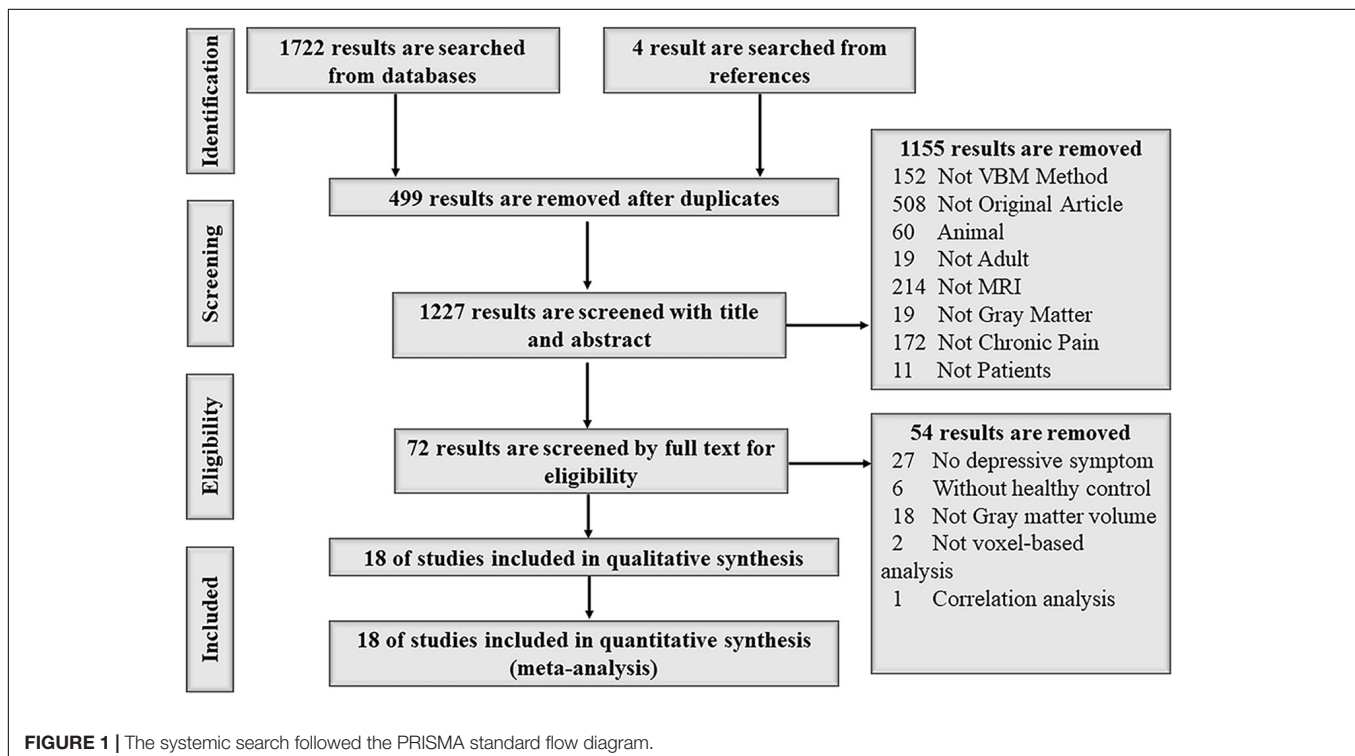 Identification
1722 results are searched
from databases
4 result are searched from
references
499 results are removed after duplicates
Screening
1227 results are screened with title
and abstract
1155 results are removed
152 Not VBM Method
508 Not Original Article
60 Animal
19 Not Adult
214 Not MRI
19 Not Gray Matter
172 Not Chronic Pain
11 Not Patients
Eligibility
72 results are screened by full text for
eligibility
54 results are removed
27 No depressive symptom
6 Without healthy control
18 Not Gray matter volume
2 Not voxel-based
analysis
1 Correlation analysis
Included
18 of studies included in qualitative synthesis
18 of studies included in quantitative synthesis
(meta-analysis)
FIGURE 1 | The systemic search followed the PRISMA standard flow diagram.